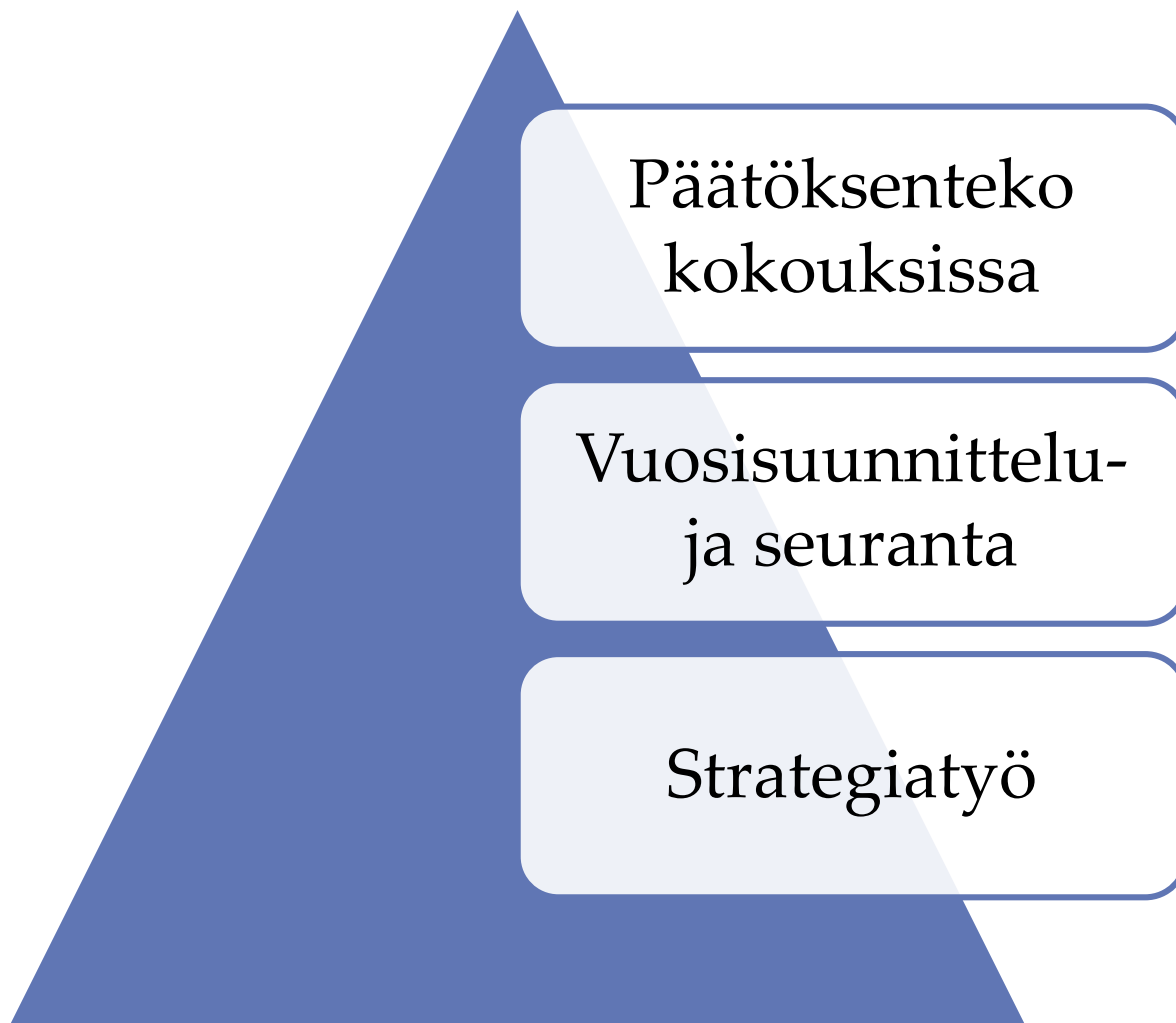 Päätöksenteko
kokouksissa
Vuosisuunnittelu-
ja seuranta
Strategiatyö